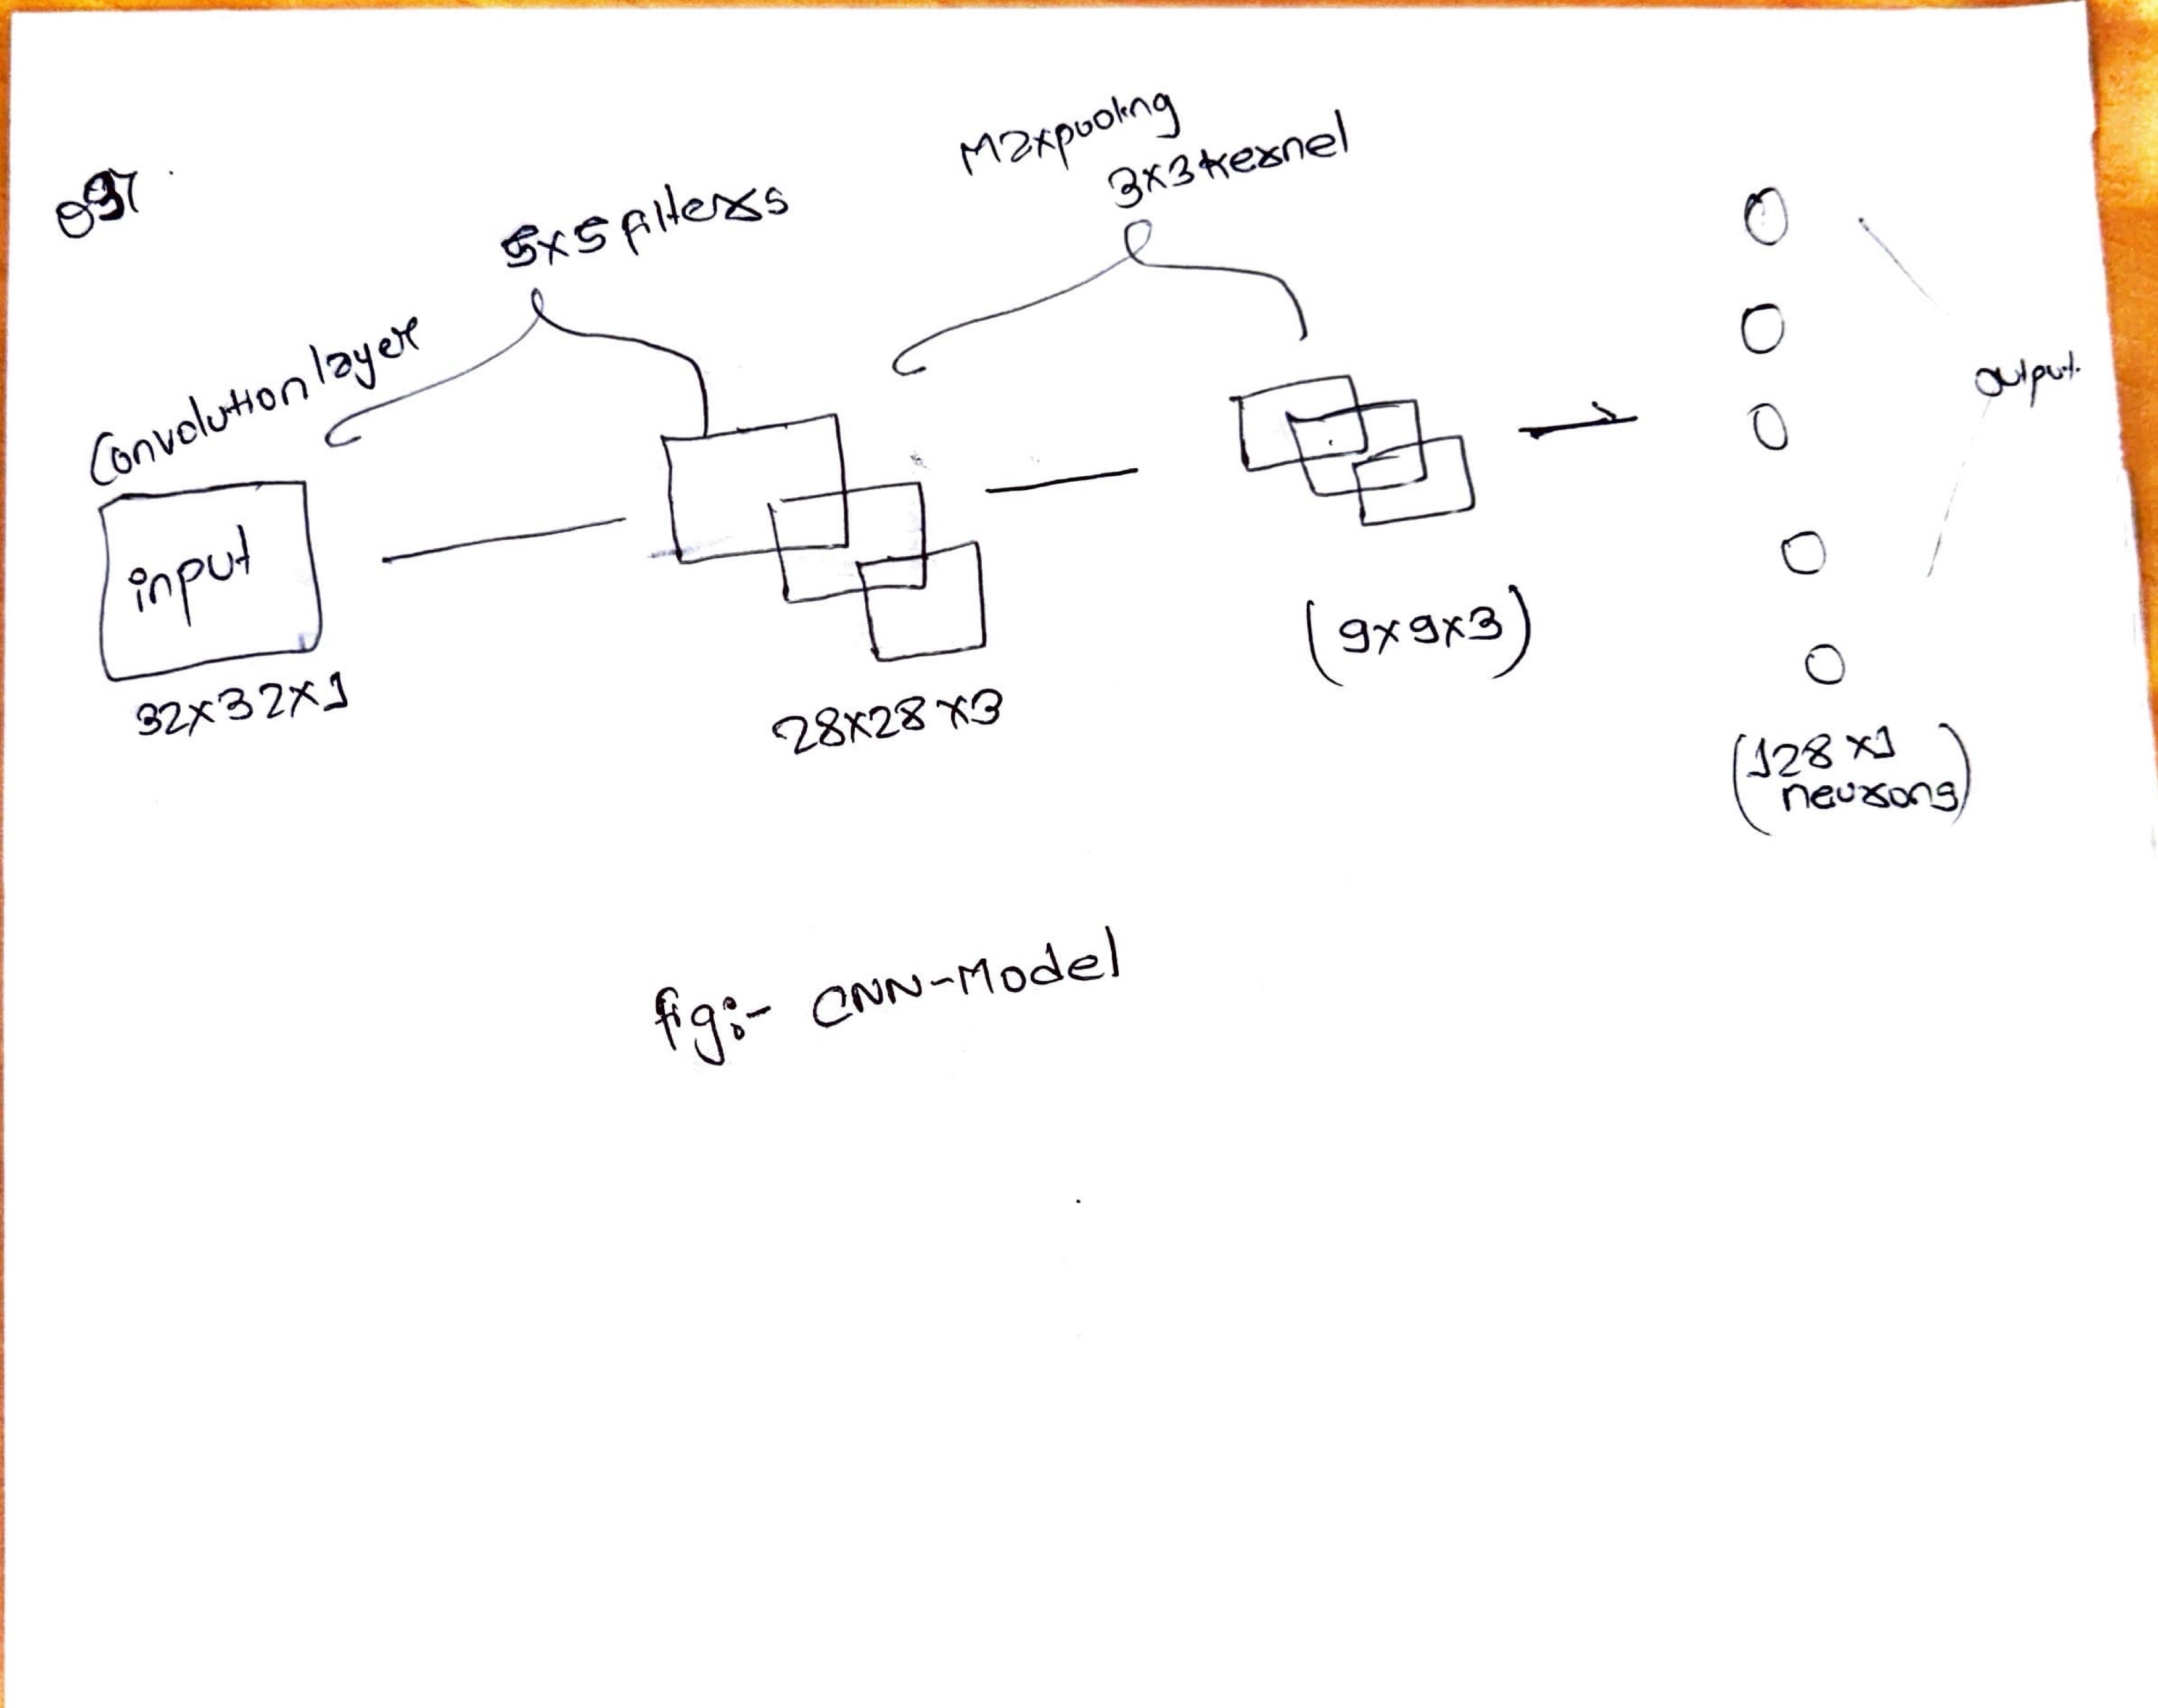 097
Maxpooling
3x3 kernel
5x5 filters
Convolution layer
input
output.
32x32x1
28x28x3
(9x9x3)
(128x1
neurons)
fig:- CNN-Model